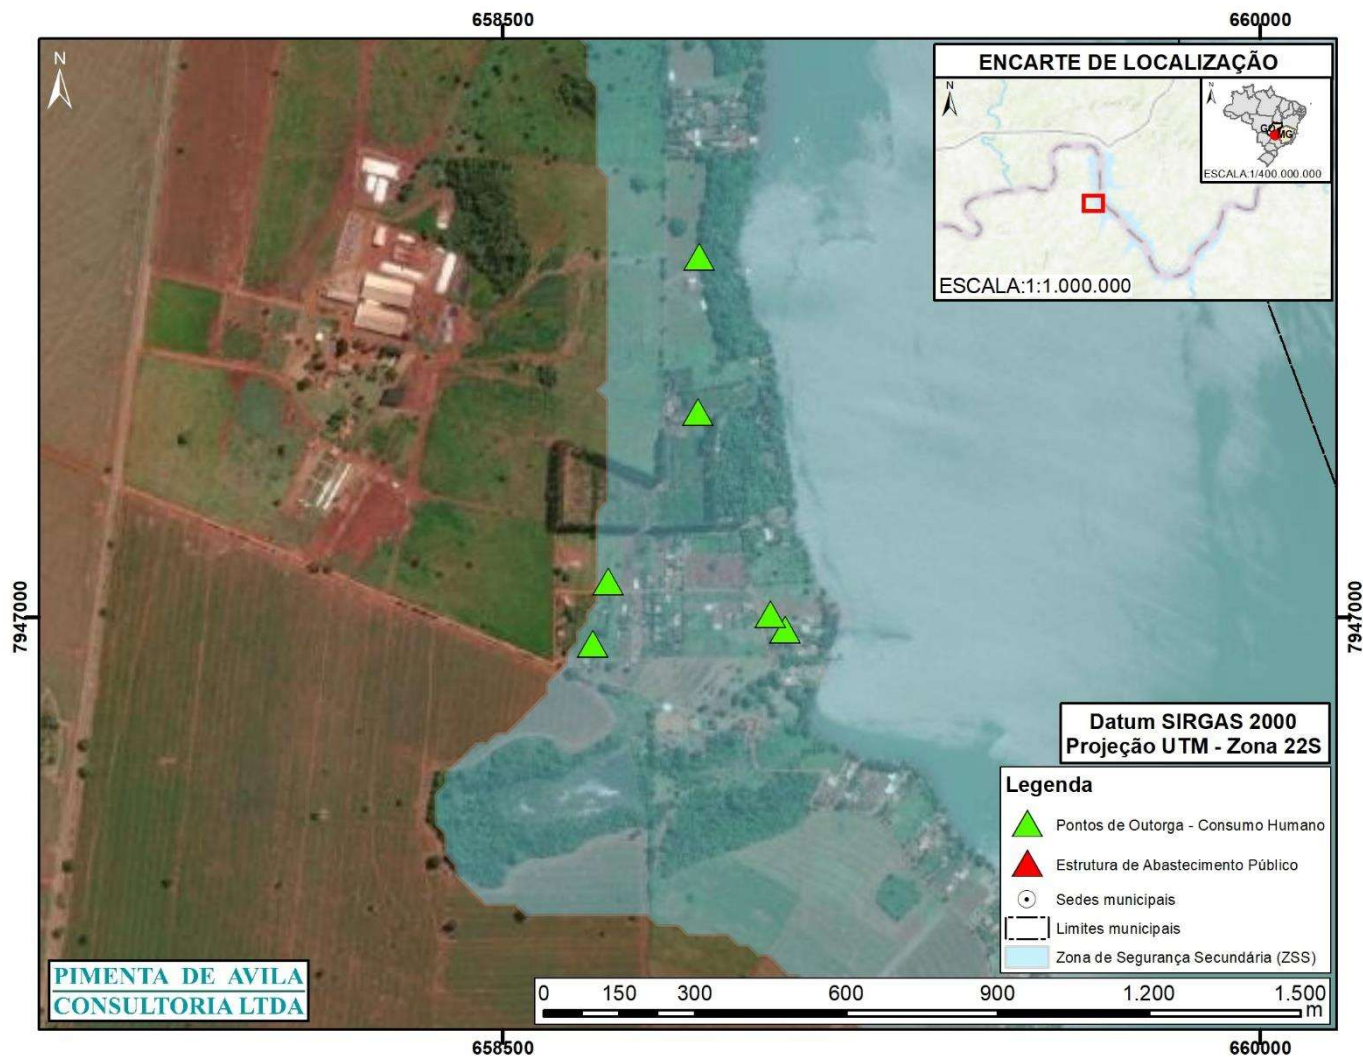 658500
660000
N
ENCARTE DE LOCALIZAÇÃO
N
N
GO
MG
ESCALA:1/400.000.000
ESCALA:1:1.000.000
7947000
7947000
Datum SIRGAS 2000
Projeção UTM - Zona 22S
Legenda
Pontos de Outorga - Consumo Humano
Estrutura de Abastecimento Público
Sedes municipais
Limites municipais
Zona de Segurança Secundária (ZSS)
PIMENTA DE AVILA
CONSULTORIA LTDA
0 150 300 600 900 1.200 1.500
m
658500
660000